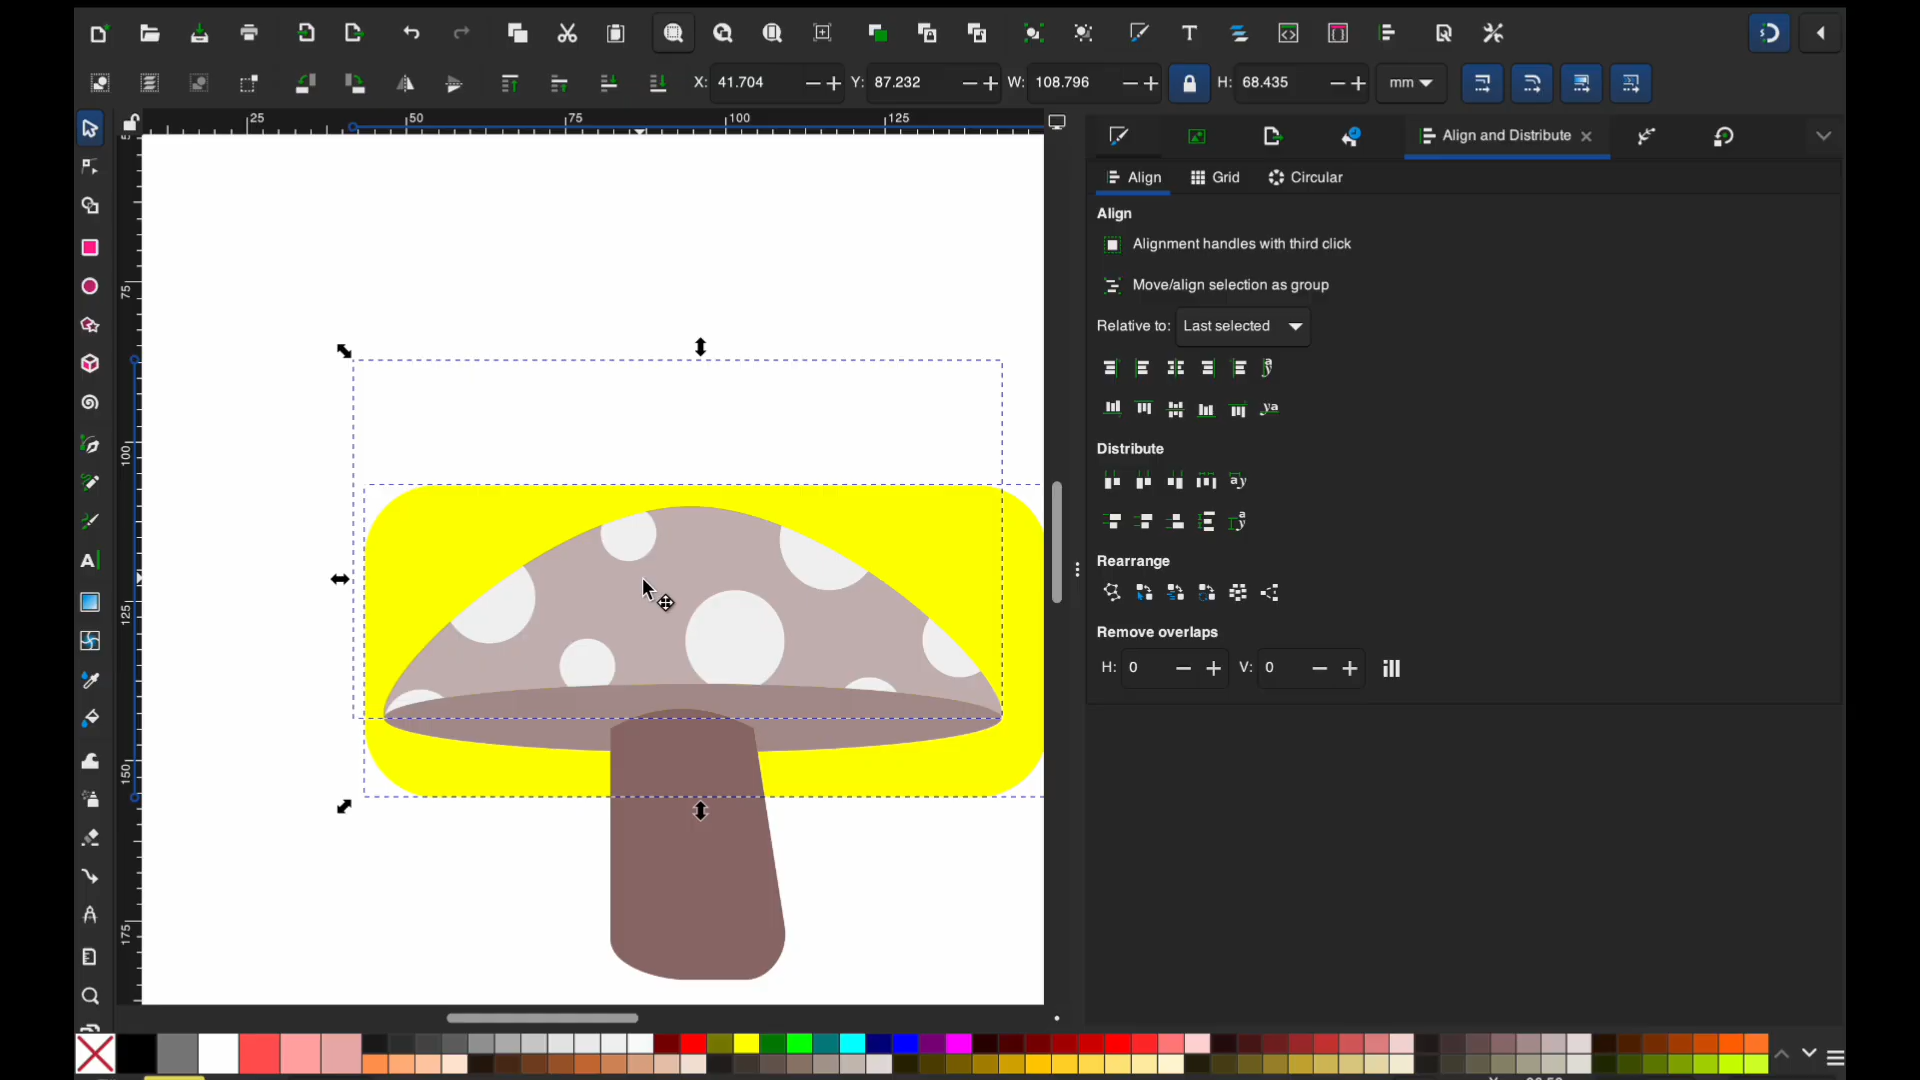 X: 41.704 Y: 87.232 W: 108.796 H: 68.435 mm
25 50 75 100 125
75
100
125
150
175
Align and Distribute
Align Grid Circular
Align
Alignment handles with third click
Move/align selection as group
Relative to: Last selected
Distribute
Rearrange
Remove overlaps
H: 0 V: 0